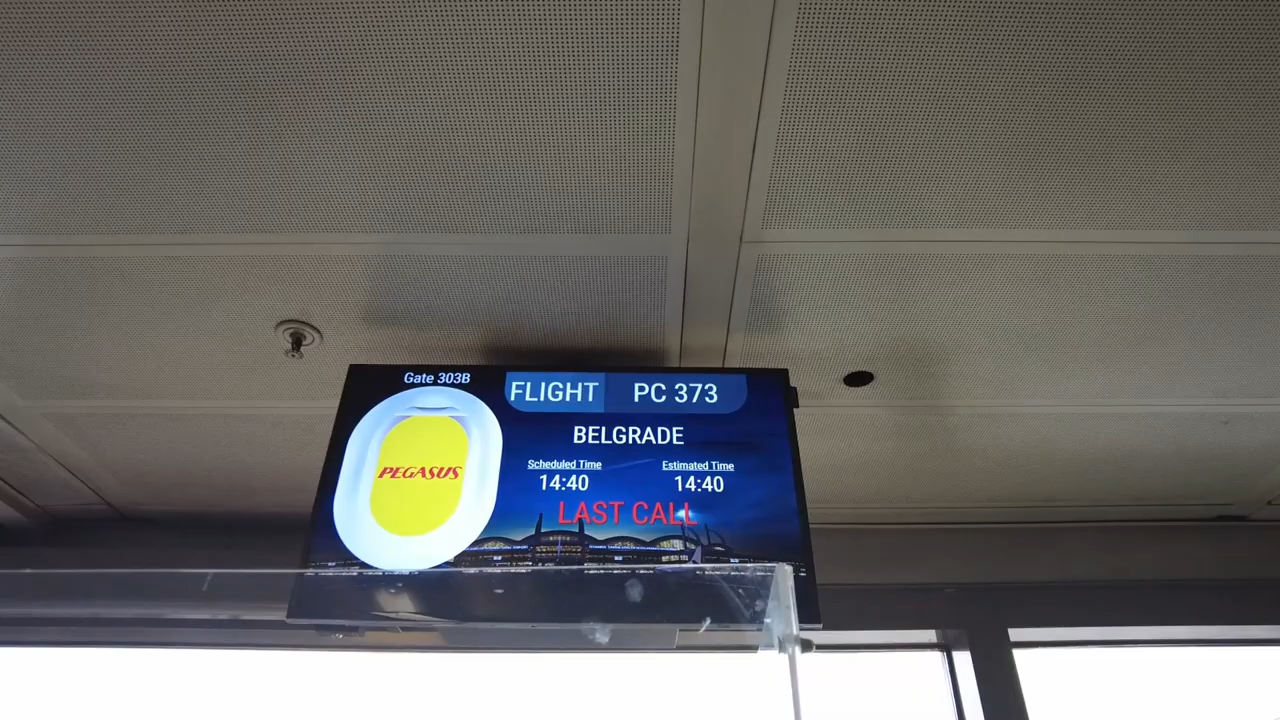 Gate 303B
FLIGHT PC 373
PEGASUS
BELGRADE
Scheduled Time Estimated Time
14:40 14:40
LAST CALL